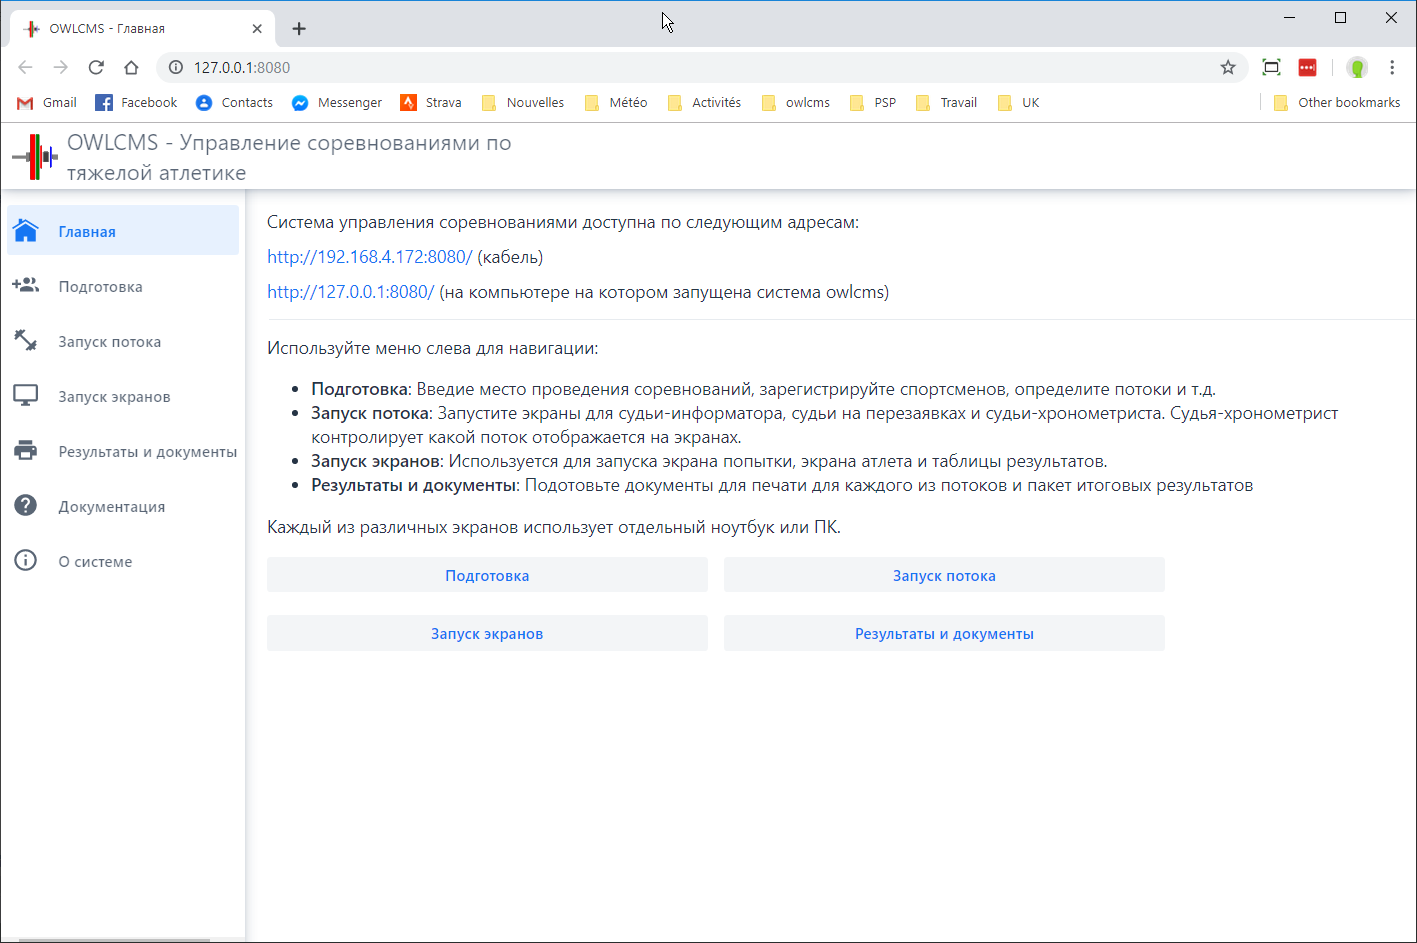 OWLCMS - Главная
127.0.0.1:8080
Gmail
Facebook
Contacts
Messenger
Strava
Nouvelles
Météo
Activités
owlcms
PSP
Travail
UK
Other bookmarks
OWLCMS - Управление соревнованиями по
тяжелой атлетике
Главная
Подготовка
Запуск потока
Запуск экранов
Результаты и документы
Документация
О системе
Система управления соревнованиями доступна по следующим адресам:
http://192.168.4.172:8080/ (кабель)
http://127.0.0.1:8080/ (на компьютере на котором запущена система owlcms)
Используйте меню слева для навигации:
• Подготовка: Введие место проведения соревнований, зарегистрируйте спортсменов, определите потоки и т.д.
• Запуск потока: Запустите экраны для судьи-информатора, судьи на перезаявках и судьи-хронометриста. Судья-хронометрист
контролирует какой поток отображается на экранах.
• Запуск экранов: Используется для запуска экрана попытки, экрана атлета и таблицы результатов.
• Результаты и документы: Подотовьте документы для печати для каждого из потоков и пакет итоговых результатов
Каждый из различных экранов использует отдельный ноутбук или ПК.
Подготовка
Запуск потока
Запуск экранов
Результаты и документы